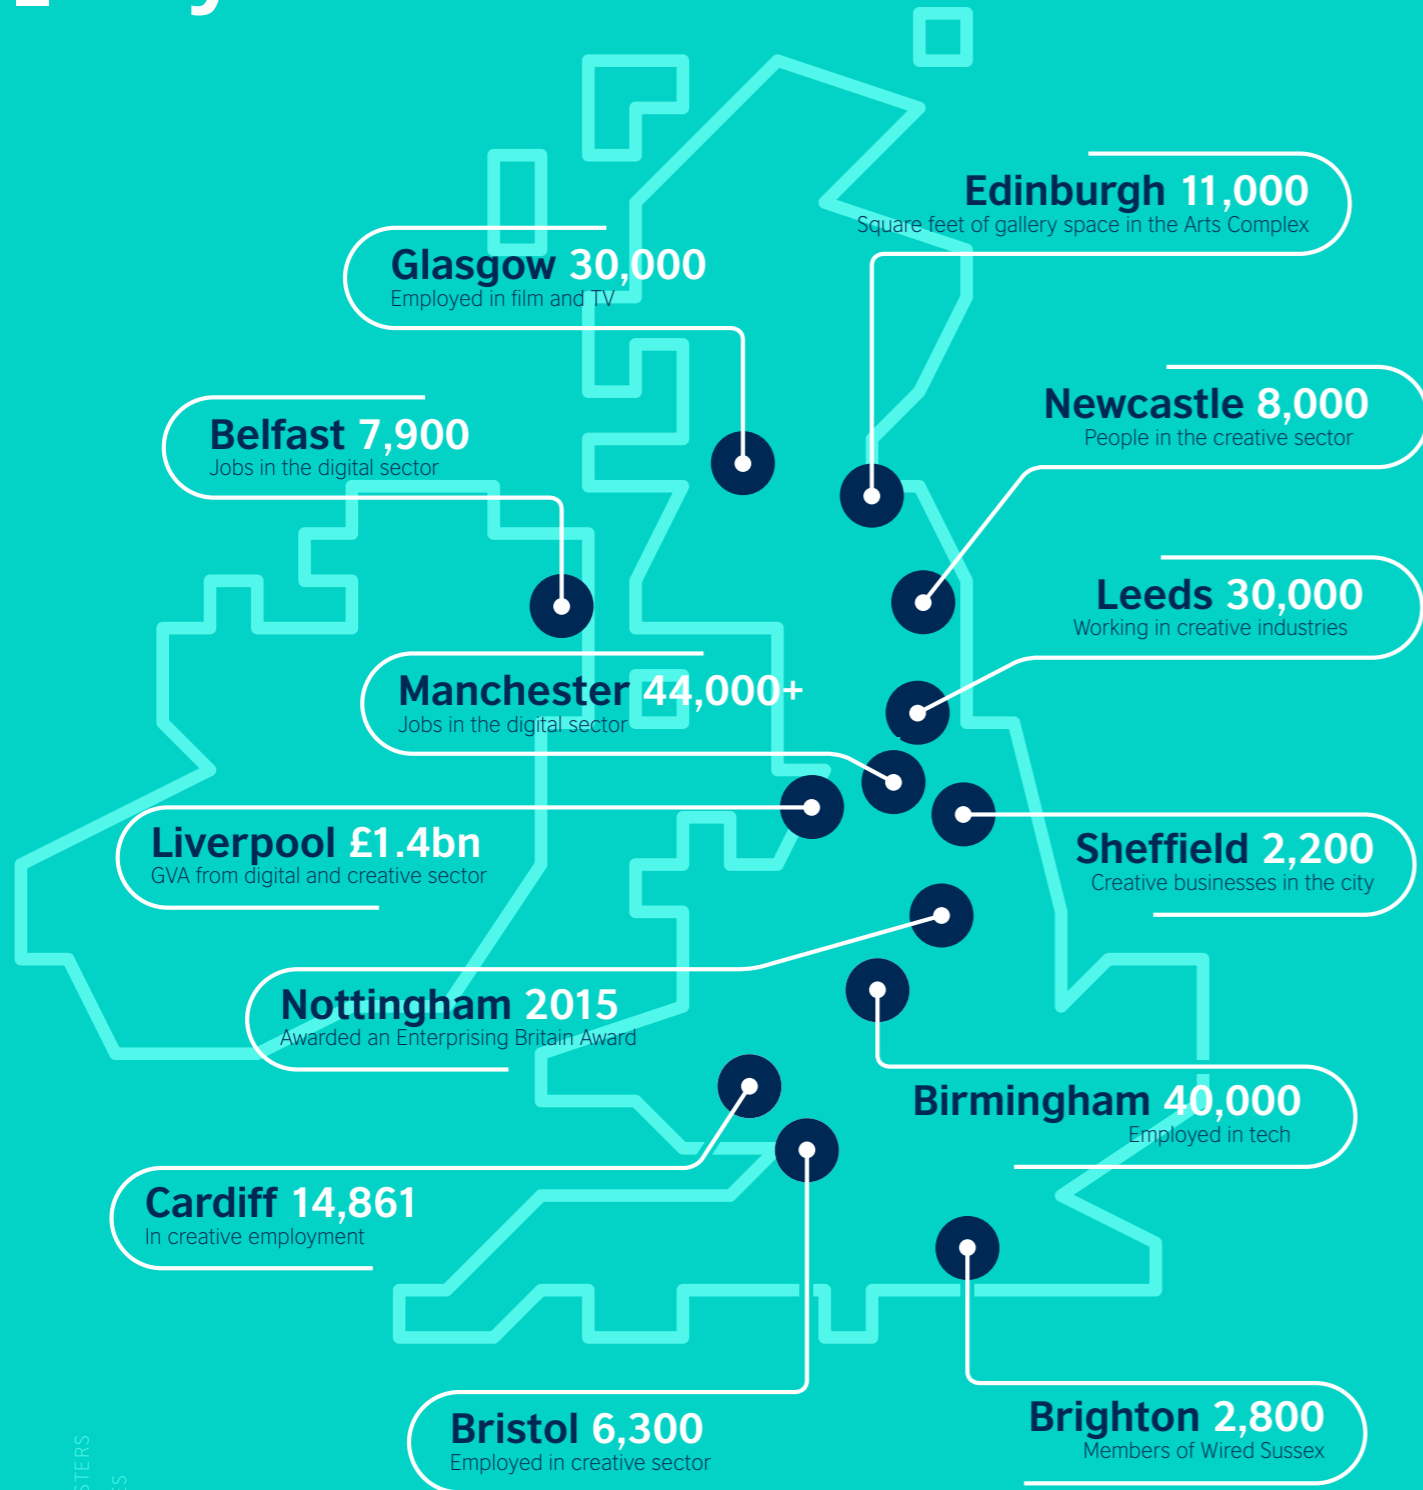 Edinburgh 11,000
Square feet of gallery space in the Arts Complex
Glasgow 30,000
Employed in film and TV
Newcastle 8,000
People in the creative sector
Belfast 7,900
Jobs in the digital sector
Leeds 30,000
Working in creative industries
Manchester 44,000+
Jobs in the digital sector
Liverpool £1.4bn
GVA from digital and creative sector
Sheffield 2,200
Creative businesses in the city
Nottingham 2015
Awarded an Enterprising Britain Award
Birmingham 40,000
Employed in tech
Cardiff 14,861
In creative employment
Bristol 6,300
Employed in creative sector
Brighton 2,800
Members of Wired Sussex